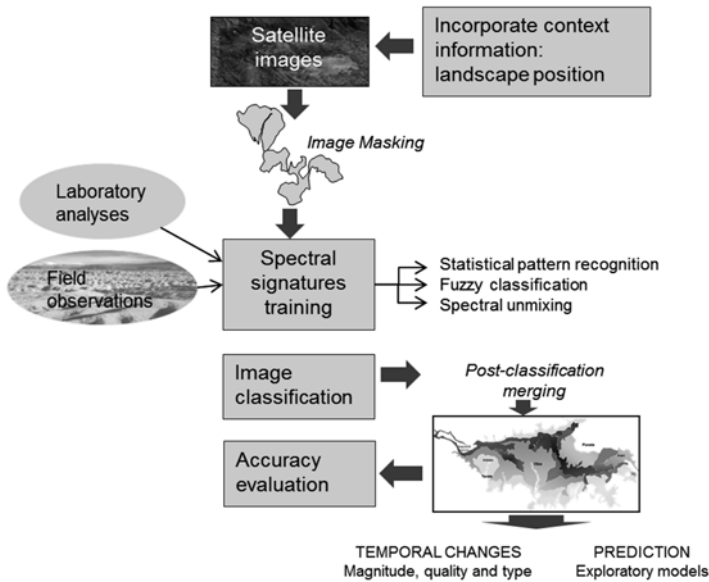 Satellite
images
Incorporate context
information:
landscape position
Image Masking
Laboratory
analyses
Field
observations
Spectral
signatures
training
Statistical pattern recognition
Fuzzy classification
Spectral unmixing
Image
classification
Post-classification
merging
Accuracy
evaluation
TEMPORAL CHANGES
Magnitude, quality and type
PREDICTION
Exploratory models